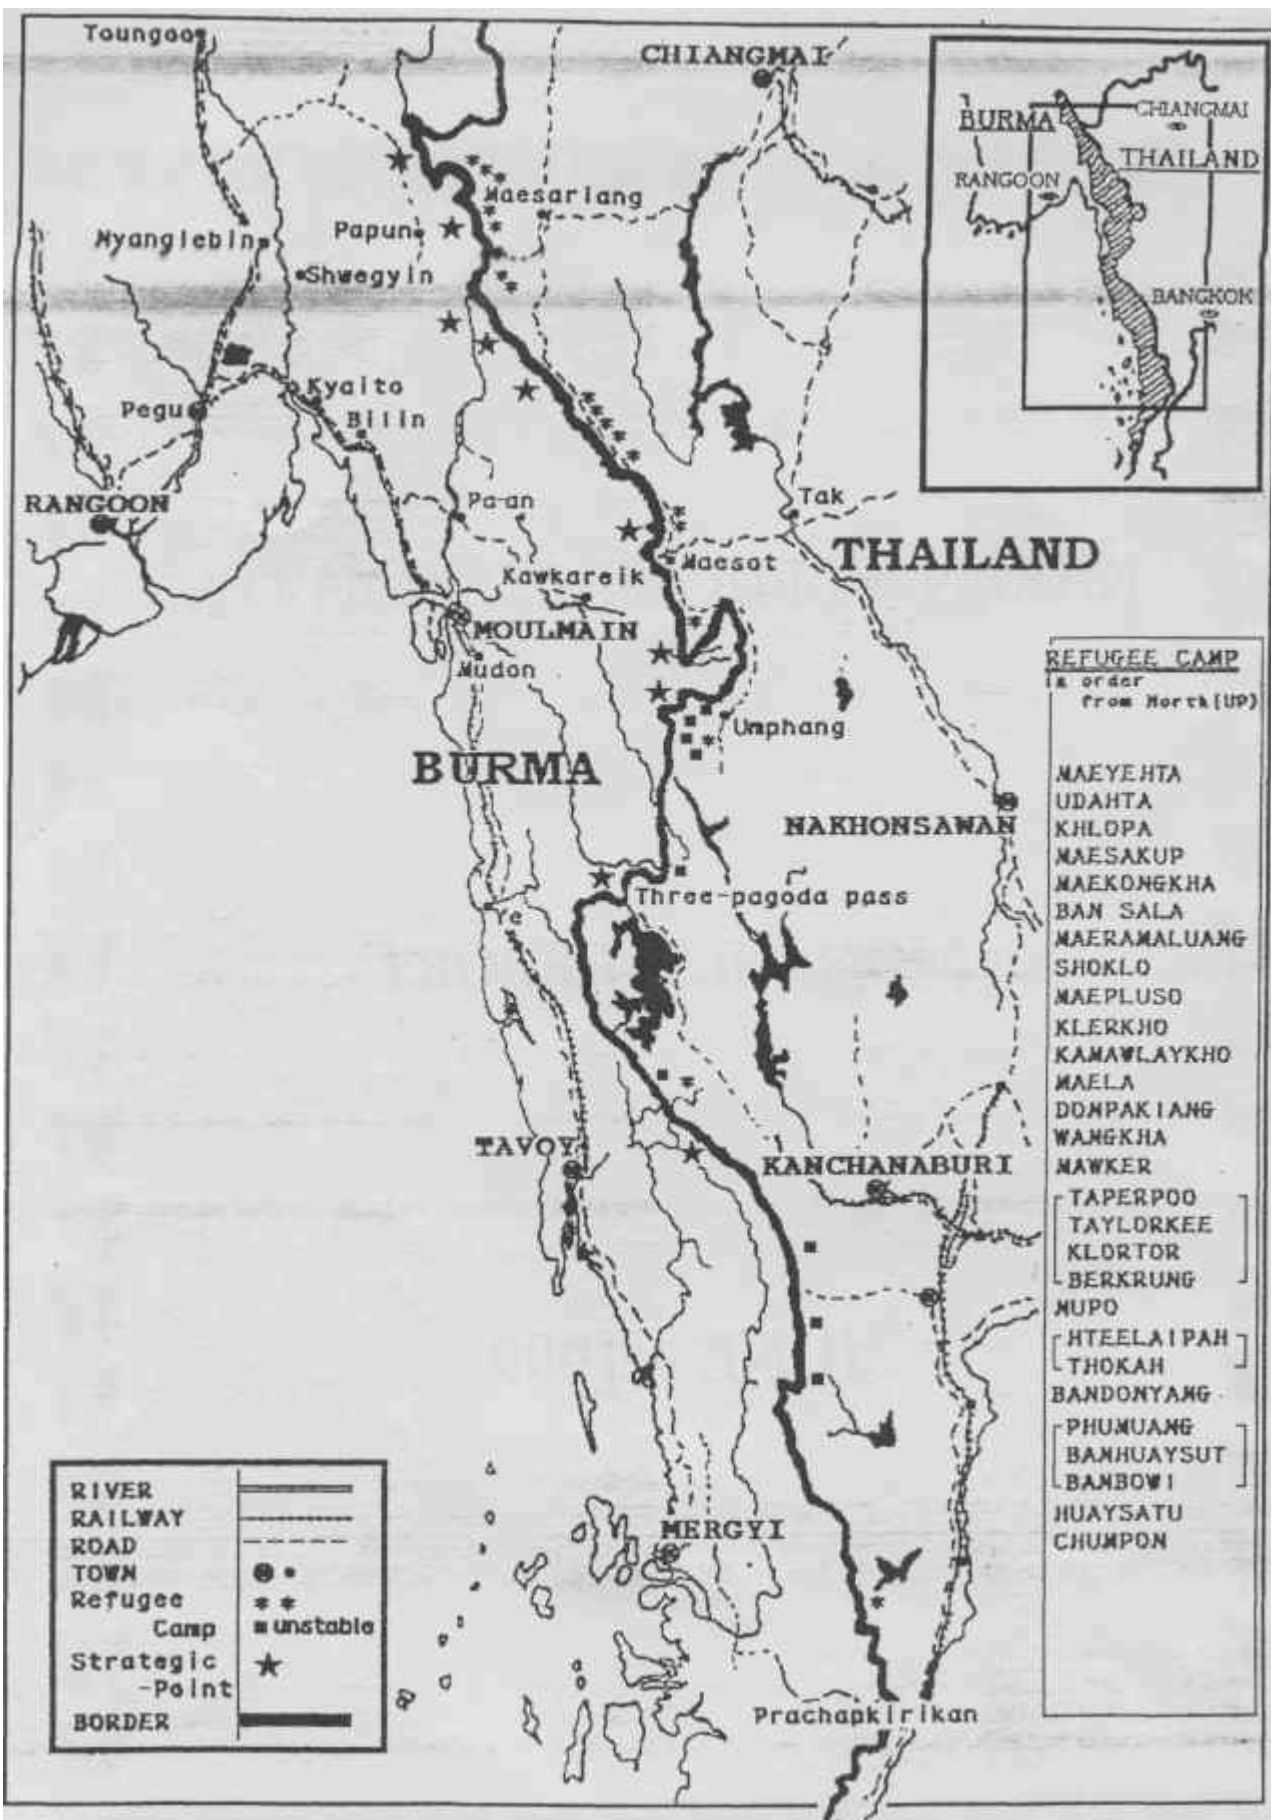 Toungoo
CHIANGMAI
Maesariang
Papun
Nyanglebin
Shwegyin
Kyaito
Pegu
Bilin
RANGOON
Pa-an
Tak
THAILAND
Maesot
Kawkareik
MOULMAIN
Mudon
Umphang
BURMA
NAKHONSAWAN
Three-pagoda pass
Ye
TAVOY
KANCHANABURI
MERGYI
Prachapkirikan
BURMA
CHIANGMAI
THAILAND
RANGOON
BANGKOK
REFUGEE CAMP
in order
from North (UP)
MAEYEHTA
UDAHTA
KHLOPA
MAESAKUP
MAEKONGKHA
BAN SALA
MAERAMALUANG
SHOKLO
MAEPLUSO
KLERKHO
KAMAWLAYKHO
MAELA
DONPAKIANG
WANGKHA
MAWKER
TAPERPOO
TAYLORKEE
KLORTOR
BERKRUNG
MUPO
HTEELAIPAH
THOKAH
BANDONYANG
PHUMUANG
BANHUAYSUT
BANBOWI
HUAYSATU
CHUMPON
RIVER
RAILWAY
ROAD
TOWN
Refugee
Camp unstable
Strategic
-Point
BORDER